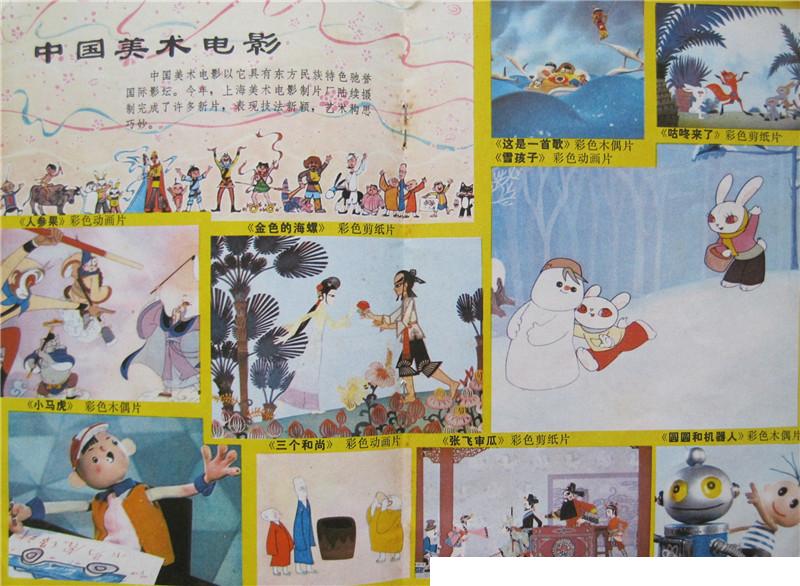 中国美术电影
中国美术电影以它具有东方民族特色驰誉
国际影坛。今年，上海美术电影制片厂陆续摄
制完成了许多新片，表现技法新颖，艺术构思
巧妙。
《这是一首歌》彩色木偶片
《雪孩子》彩色动画片
《咕咚来了》彩色剪纸片
《人参果》彩色动画片
《金色的海螺》 彩色剪纸片
《小马虎》 彩色木偶片
《三个和尚》 彩色动画片
《张飞审瓜》彩色剪纸片
《圆圆和机器人》彩色木偶片